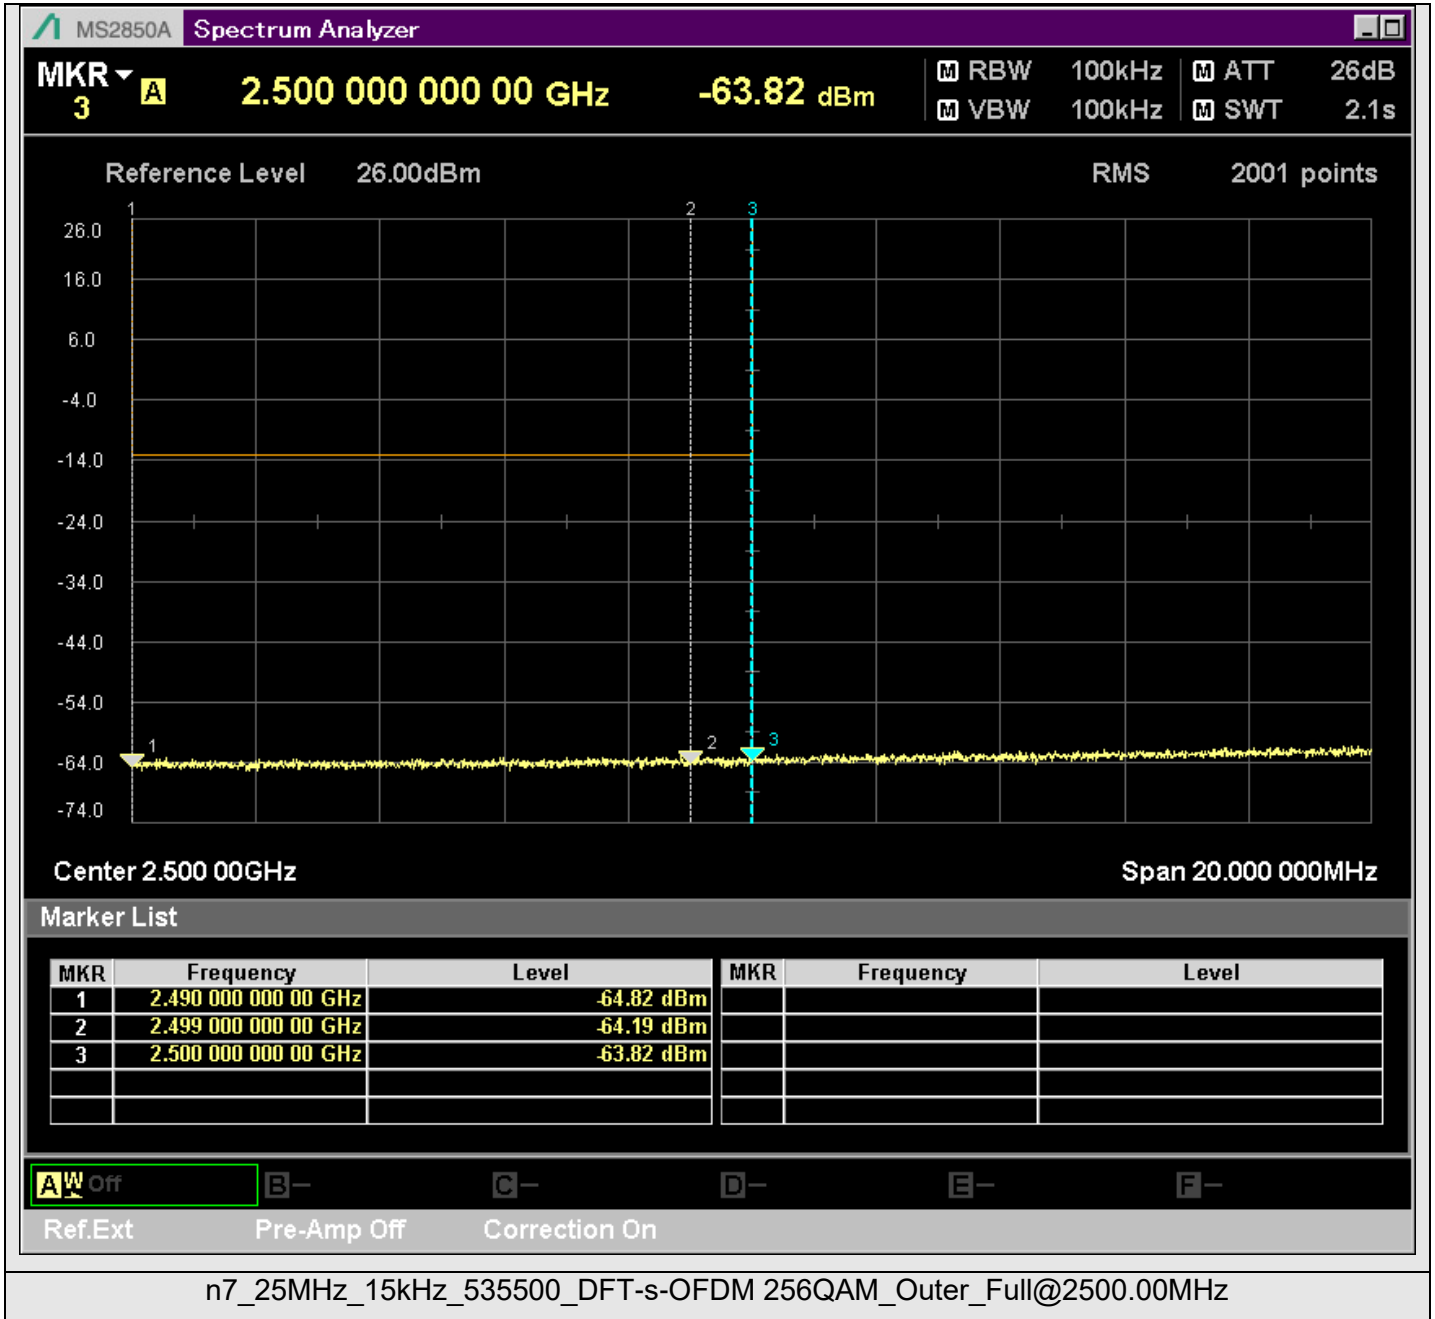 MS2850A Spectrum Analyzer
MKR 3 A 2.500 000 000 00 GHz -63.82 dBm
M RBW 100kHz M ATT 26dB
M VBW 100kHz M SWT 2.1s
Reference Level 26.00dBm RMS 2001 points
1 2 3
26.0
16.0
6.0
-4.0
-14.0
-24.0
-34.0
-44.0
-54.0
1 2 3
-64.0
-74.0
Center 2.500 00GHz Span 20.000 000MHz
Marker List
MKR Frequency Level MKR Frequency Level
1 2.490 000 000 00 GHz -64.82 dBm
2 2.499 000 000 00 GHz -64.19 dBm
3 2.500 000 000 00 GHz -63.82 dBm
A W Off B — C — D — E — F —
Ref.Ext Pre-Amp Off Correction On
n7_25MHz_15kHz_535500_DFT-s-OFDM 256QAM_Outer_Full@2500.00MHz